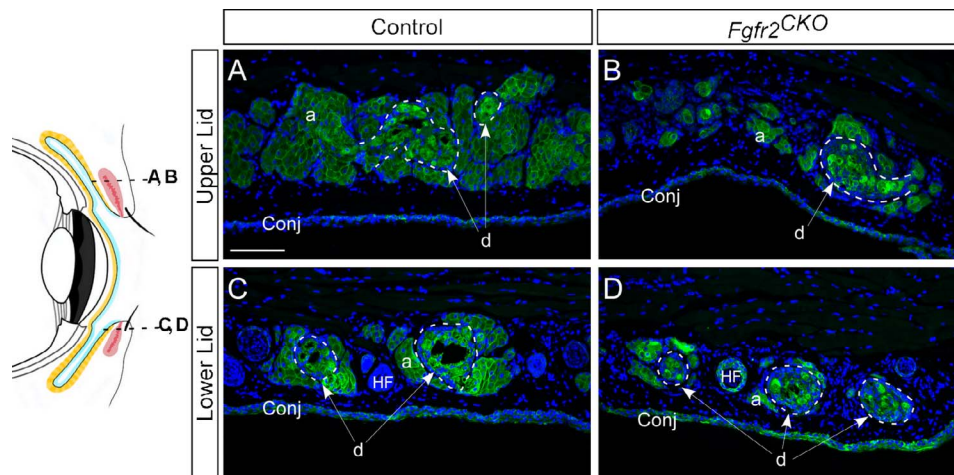 Control
Fgfr2CKO
Upper Lid
Lower Lid
A
a
d
Conj
B
a
d
Conj
A, B
C, D
C
a
HF
d
Conj
D
a
HF
d
Conj